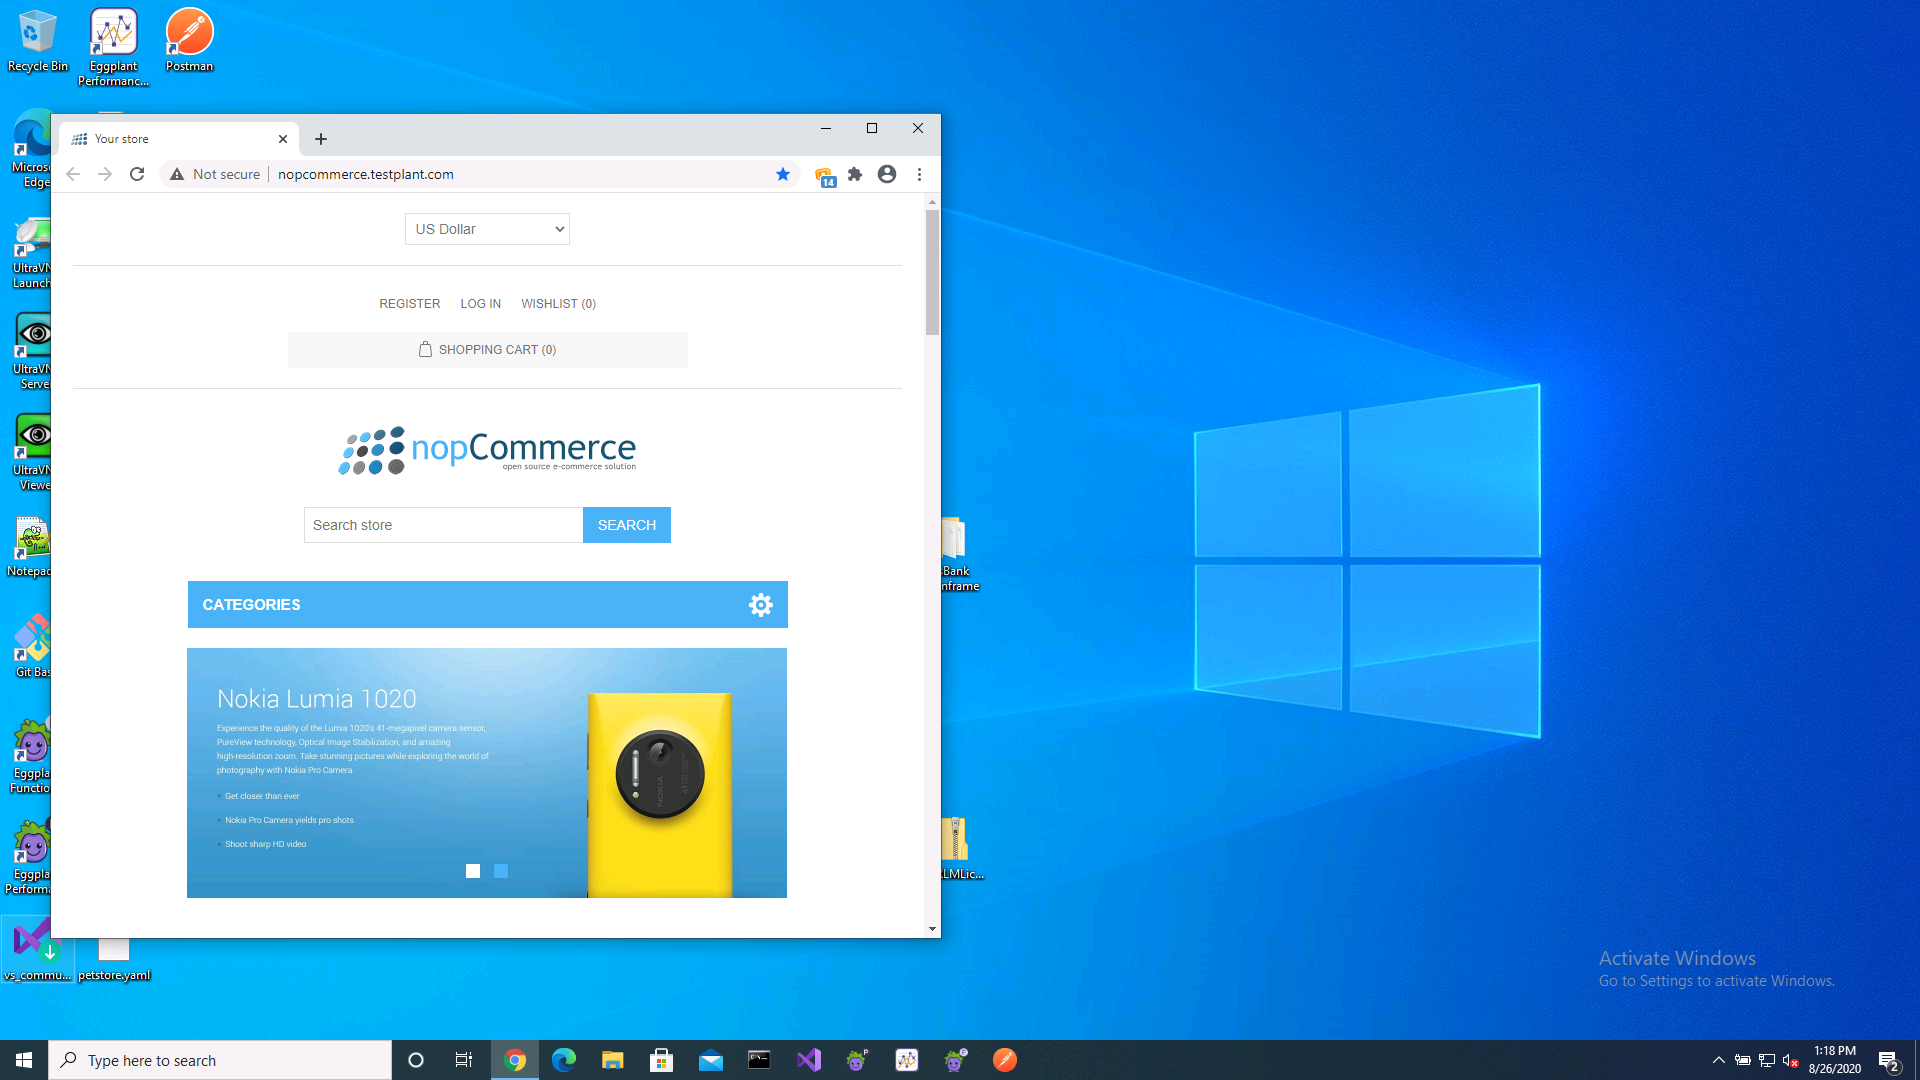 Recycle Bin
Eggplant
Performanc...
Postman
Your store
Not secure
nopcommerce.testplant.com
14
US Dollar
REGISTER LOG IN WISHLIST (0)
SHOPPING CART (0)
nopCommerce
open source e-commerce solution
Search store
SEARCH
CATEGORIES
Nokia Lumia 1020
Experience the quality of the Lumia 1020's 41-megapixel camera sensor,
PureView technology, Optical Image Stabilization, and amazing
high-resolution zoom. Take stunning pictures while exploring the world of
photography with Nokia Pro Camera.
Get closer than ever
Nokia Pro Camera yields pro shots
Shoot sharp HD video
NOKIA
Micros
Edge
UltraVN
Launch
UltraVN
Serve
UltraVN
Viewe
Notepad
Git Bas
Eggpla
Function
Eggpla
Performa
vs_commu...
petstore.yaml
sBank
nframe
LMLic...
Activate Windows
Go to Settings to activate Windows.
Type here to search
1:18 PM
8/26/2020
2